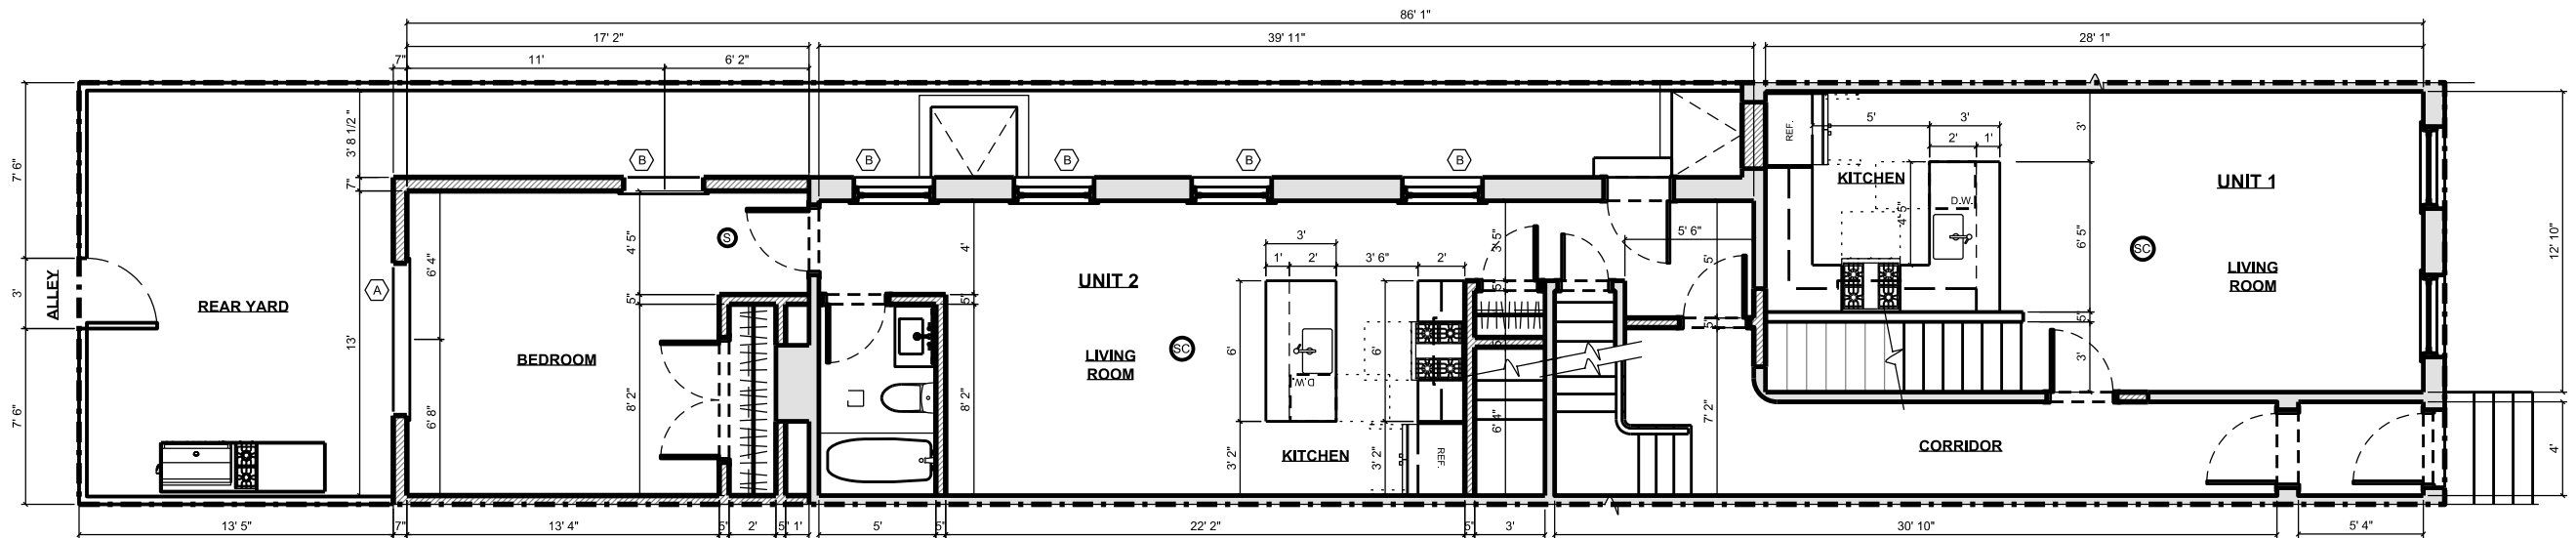 86' 1"
17' 2"
39' 11"
28' 1"
7"
11'
6' 2"
7' 6"
3'
7' 6"
ALLEY
REAR YARD
3' 8 1/2 "
7"
13'
A
B
B
B
B
B
6' 4"
6' 8"
BEDROOM
4' 5"
5"
8' 2"
S
4'
5"
8' 2"
UNIT 2
SC
LIVING
ROOM
3'
1'
2'
3' 6"
2'
6'
6'
D.W.
3' 2"
3' 2"
KITCHEN
REF.
3' 5"
5"
5"
6' 4"
5' 6"
5'
5"
7' 2"
REF.
5'
3'
2'
1'
KITCHEN
4' 5"
D.W.
3'
6' 5"
5"
3'
UNIT 1
SC
LIVING
ROOM
12' 10"
4'
CORRIDOR
13' 5"
7"
13' 4"
5"
2'
5"
1'
5'
5"
22' 2"
5"
3'
30' 10"
5' 4"